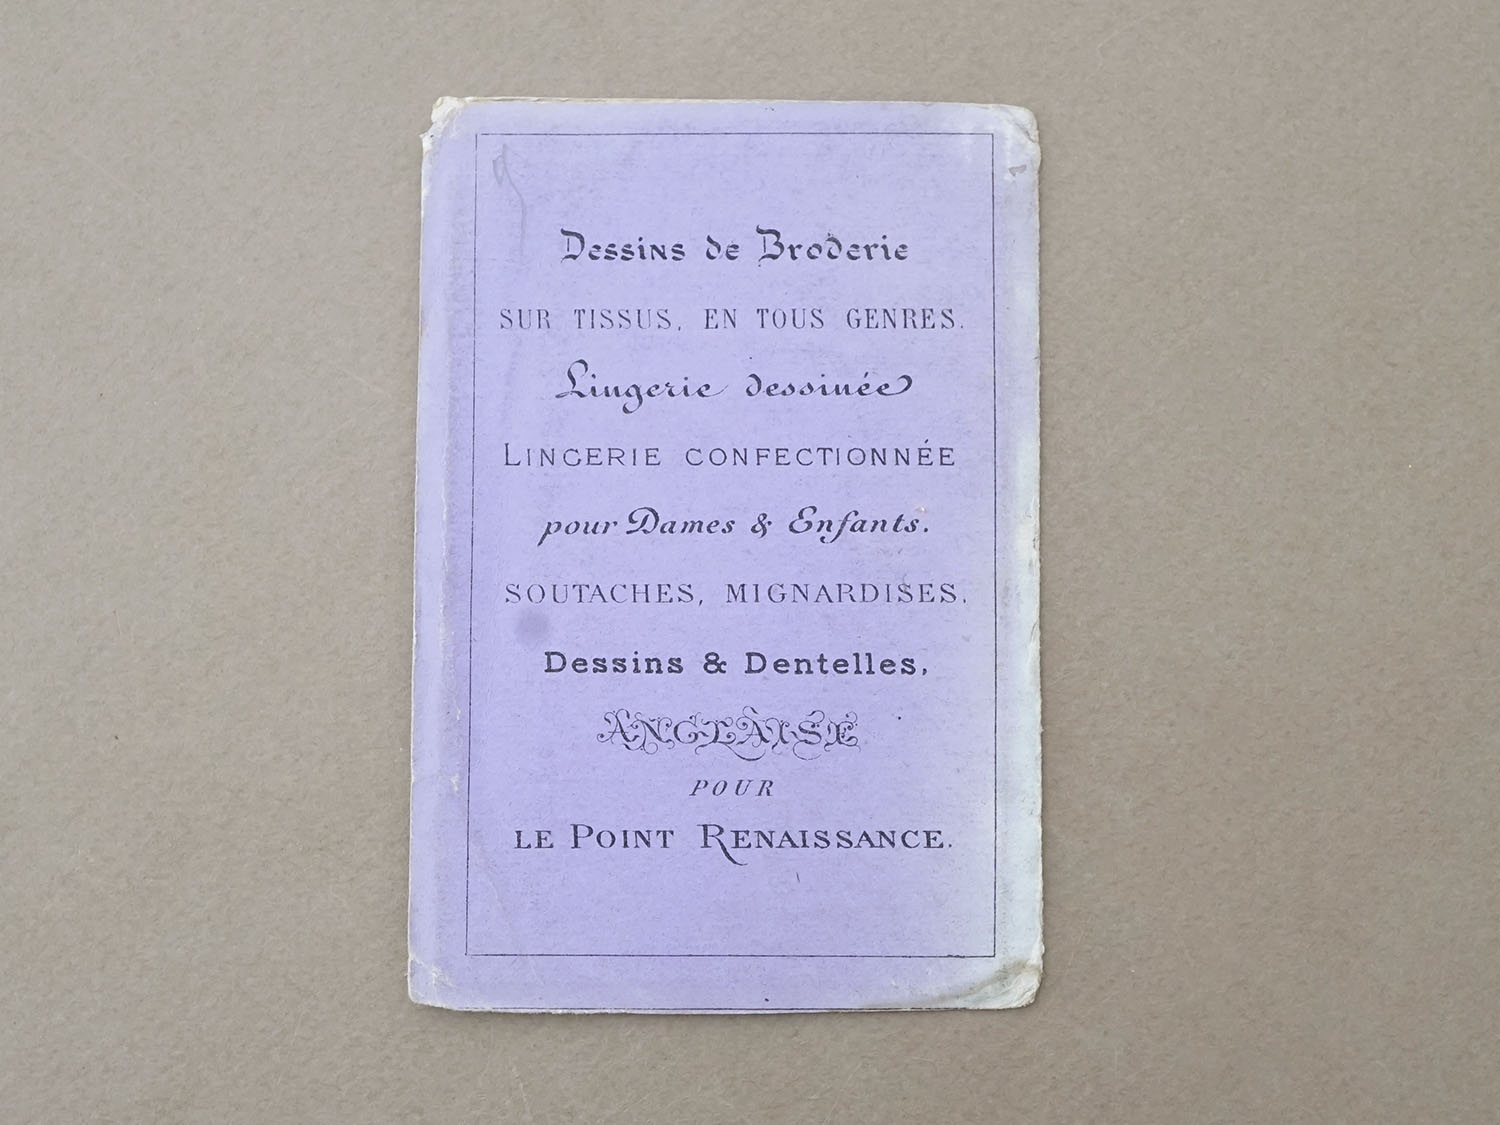 Dessins de Broderie
SUR TISSUS, EN TOUS GENRES.
Lingerie dessinée
LINGERIE CONFECTIONNÉE
pour Dames & Enfants.
SOUTACHES, MIGNARDISES,
Dessins & Dentelles,
ANGLAISE
POUR
LE POINT RENAISSANCE.